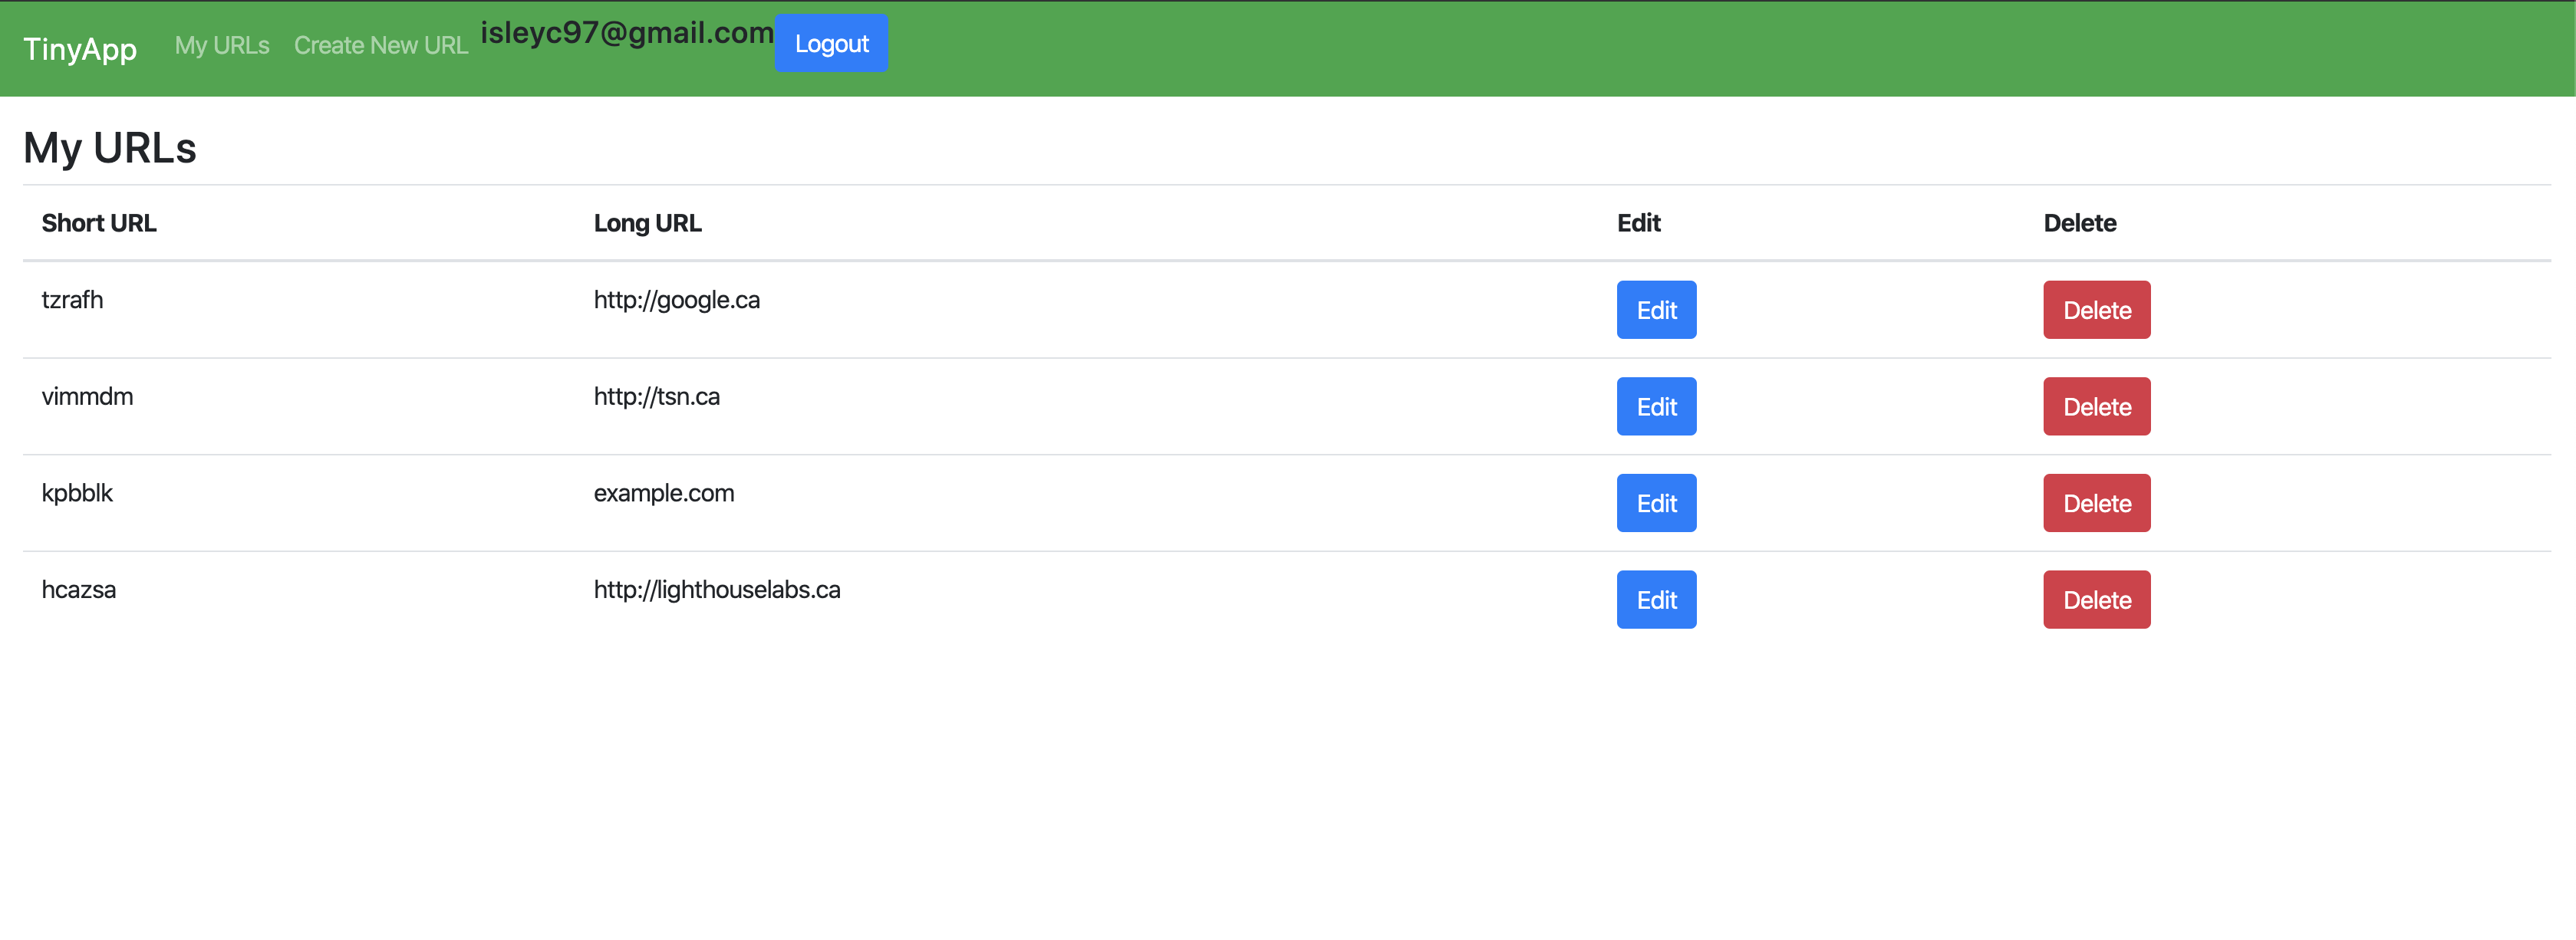 TinyApp My URLs Create New URL isleyc97@gmail.com Logout
My URLs
Short URL Long URL Edit Delete
tzrafh http://google.ca Edit Delete
vimmdm http://tsn.ca Edit Delete
kpbblk example.com Edit Delete
hcazsa http://lighthouselabs.ca Edit Delete